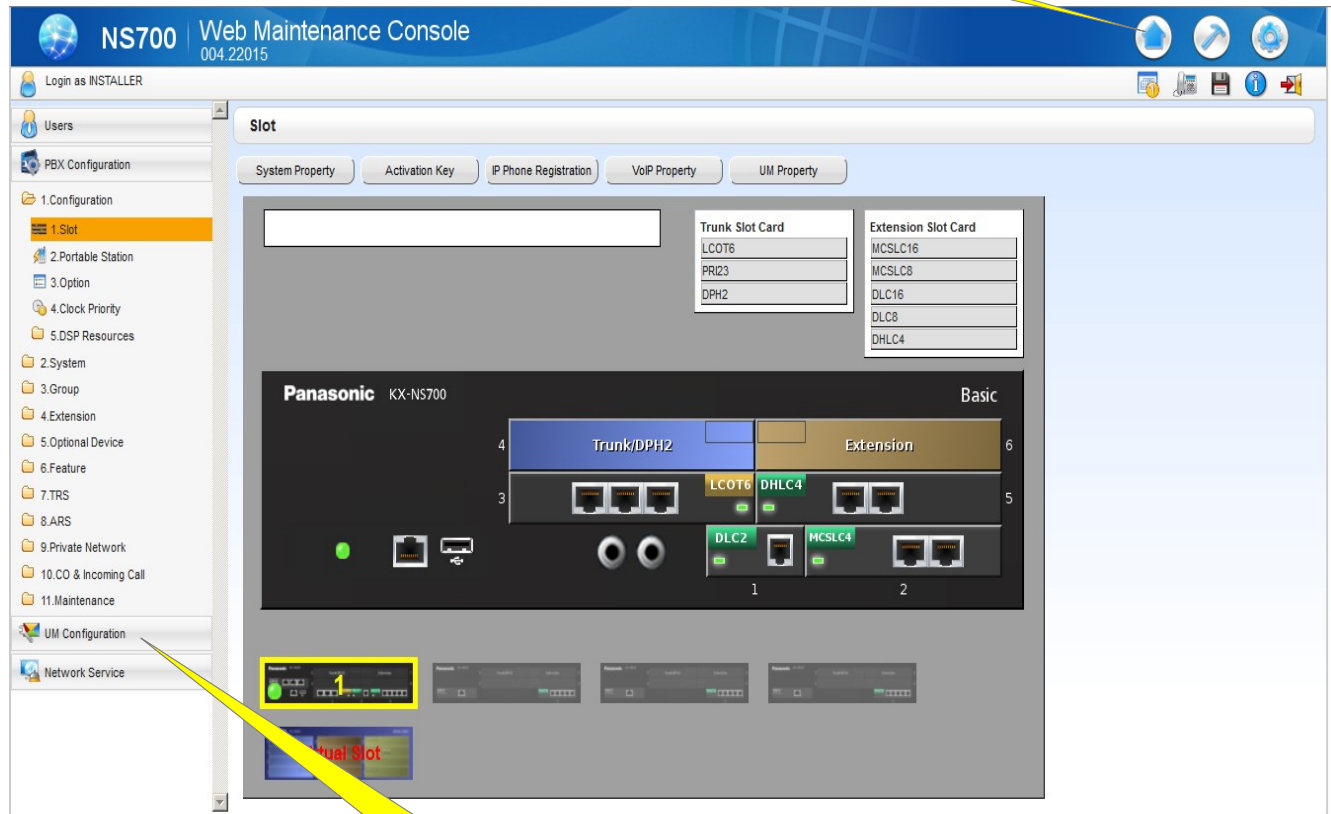 NS700
Web Maintenance Console
004.22015
Login as INSTALLER
Users
PBX Configuration
1.Configuration
1.Slot
2.Portable Station
3.Option
4.Clock Priority
5.DSP Resources
2.System
3.Group
4.Extension
5.Optional Device
6.Feature
7.TRS
8.ARS
9.Private Network
10.CO & Incoming Call
11.Maintenance
UM Configuration
Network Service
Slot
System Property
Activation Key
IP Phone Registration
VoIP Property
UM Property
Trunk Slot Card
LCOT6
PRI23
DPH2
Extension Slot Card
MCSLC16
MCSLC8
DLC16
DLC8
DHLC4
Panasonic KX-NS700
Basic
4
Trunk/DPH2
Extension
6
3
LCOT6
DHLC4
5
DLC2
MCSLC4
1
2
1
Slot